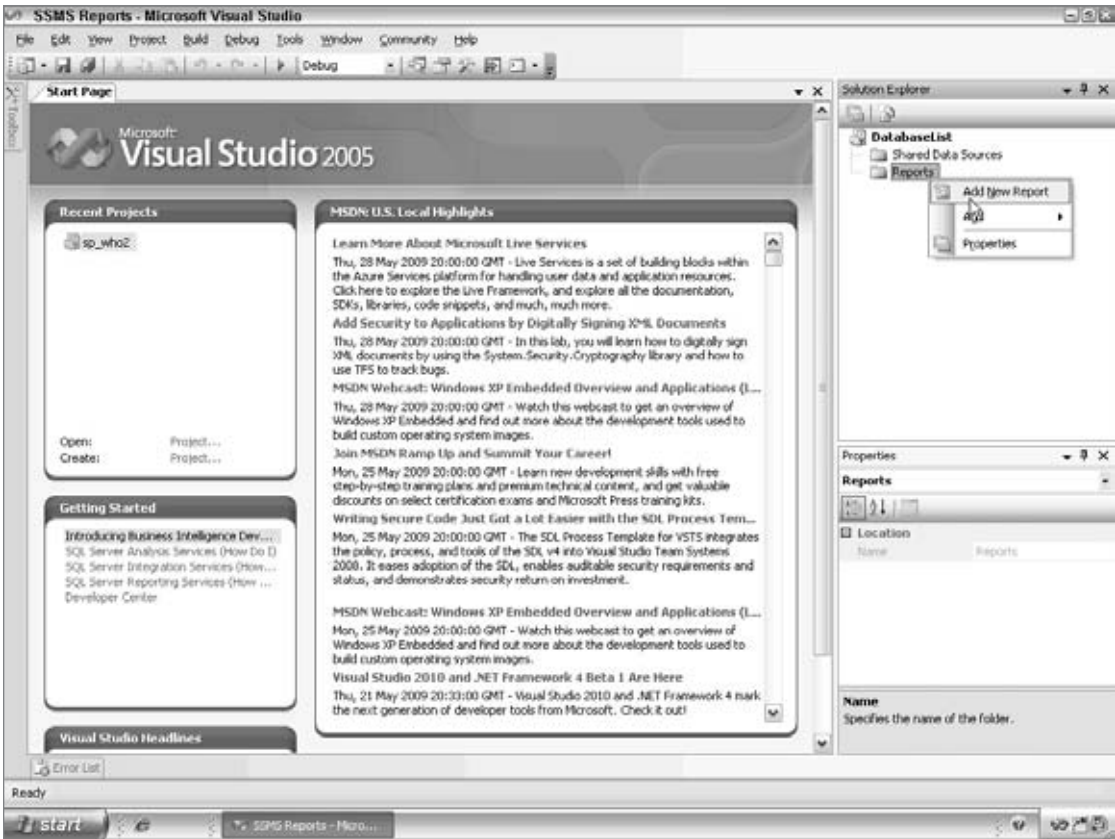 SSMS Reports - Microsoft Visual Studio
File Edit View Project Build Debug Tools Window Community Help
Debug
Toolbox
Start Page
Microsoft
Visual Studio 2005
Recent Projects
sp_who2
Open: Project...
Create: Project...
Getting Started
Introducing Business Intelligence Dev...
SQL Server Analysis Services (How Do I)
SQL Server Integration Services (How...
SQL Server Reporting Services (How ...
Developer Center
Visual Studio Headlines
MSDN: U.S. Local Highlights
Learn More About Microsoft Live Services
Thu, 28 May 2009 20:00:00 GMT - Live Services is a set of building blocks within
the Azure Services platform for handling user data and application resources.
Click here to explore the Live Framework, and explore all the documentation,
SDKs, libraries, code snippets, and much, much more.
Add Security to Applications by Digitally Signing XML Documents
Thu, 28 May 2009 20:00:00 GMT - In this lab, you will learn how to digitally sign
XML documents by using the System.Security.Cryptography library and how to
use TFS to track bugs.
MSDN Webcast: Windows XP Embedded Overview and Applications (L...
Thu, 28 May 2009 20:00:00 GMT - Watch this webcast to get an overview of
Windows XP Embedded and find out more about the development tools used to
build custom operating system images.
Join MSDN Ramp Up and Summit Your Career!
Mon, 25 May 2009 20:00:00 GMT - Learn new development skills with free
step-by-step training plans and premium technical content, and get valuable
discounts on select certification exams and Microsoft Press training kits.
Writing Secure Code Just Got a Lot Easier with the SDL Process Tem...
Mon, 25 May 2009 20:00:00 GMT - The SDL Process Template for VSTS integrates
the policy, process, and tools of the SDL v4 into Visual Studio Team Systems
2008. It eases adoption of the SDL, enables auditable security requirements and
status, and demonstrates security return on investment.
MSDN Webcast: Windows XP Embedded Overview and Applications (L...
Mon, 25 May 2009 20:00:00 GMT - Watch this webcast to get an overview of
Windows XP Embedded and find out more about the development tools used to
build custom operating system images.
Visual Studio 2010 and .NET Framework 4 Beta 1 Are Here
Thu, 21 May 2009 20:33:00 GMT - Visual Studio 2010 and .NET Framework 4 mark
the next generation of developer tools from Microsoft. Check it out!
Solution Explorer
DatabaseList
Shared Data Sources
Reports
Add New Report
Add
Properties
Properties
Reports
Location
Name Reports
Name
Specifies the name of the folder.
Error List
Ready
start
SSMS Reports - Micro...